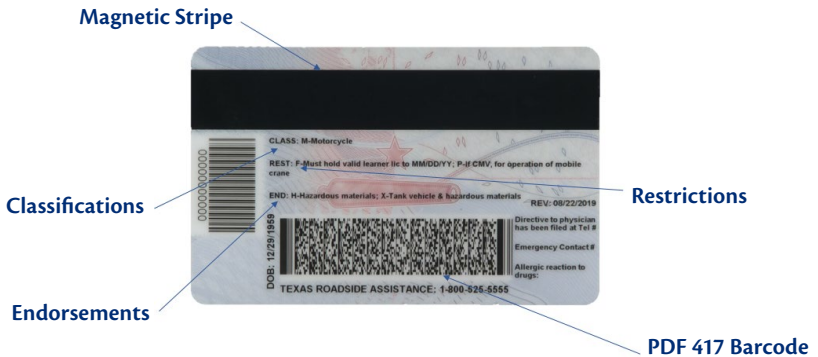 Magnetic Stripe
CLASS: M-Motorcycle
REST: F-Must hold valid learner lic to MM/DD/YY; P-If CMV, for operation of mobile
crane
Classifications
Restrictions
END: H-Hazardous materials; X-Tank vehicle & hazardous materials
REV: 08/22/2019
00000000000
DOB: 12/29/1959
Directive to physician
has been filed at Tel #
Emergency Contact #
Allergic reaction to
drugs:
TEXAS ROADSIDE ASSISTANCE: 1-800-525-5555
Endorsements
PDF 417 Barcode